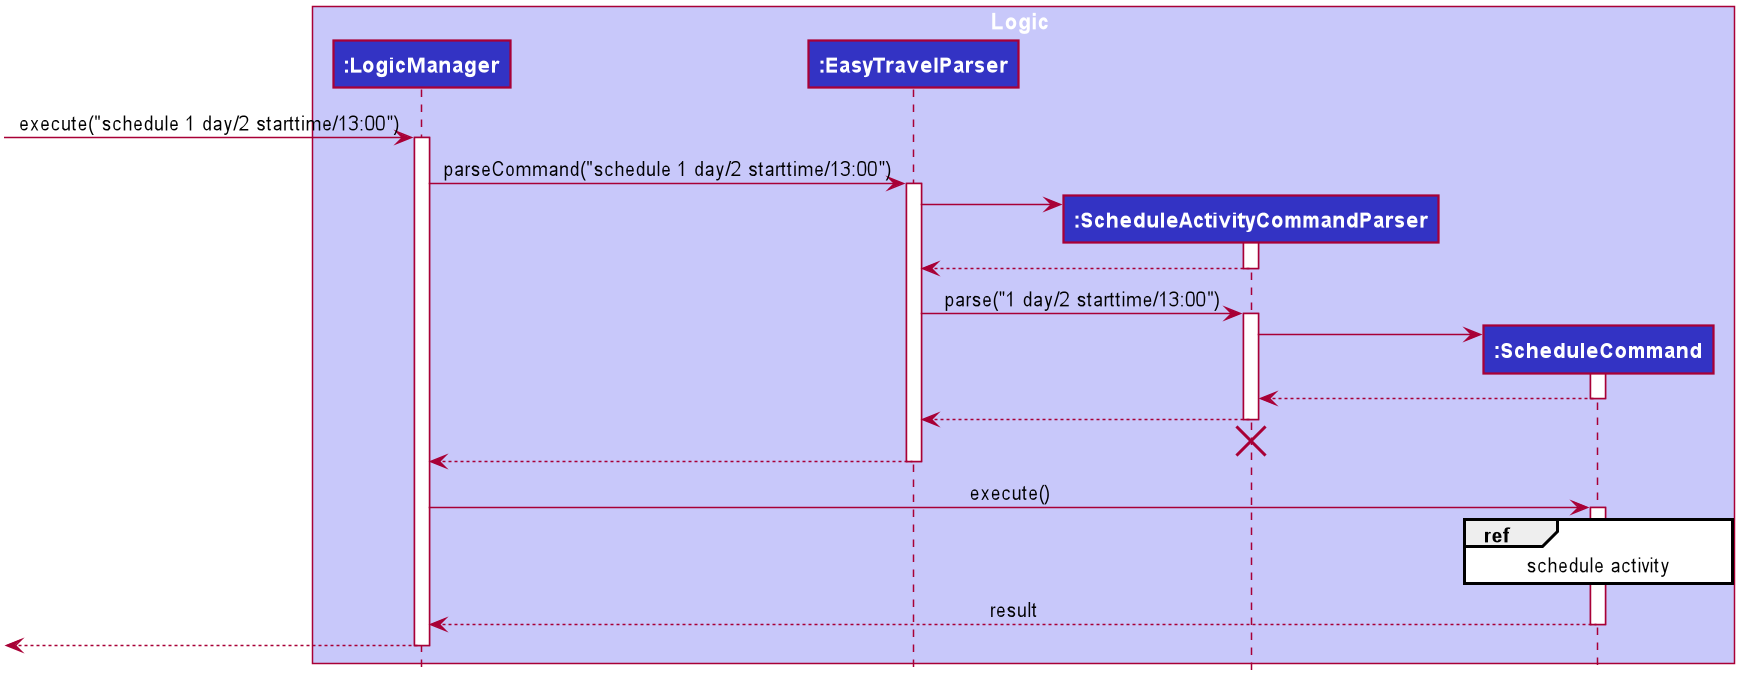 Logic
:LogicManager
:EasyTravelParser
execute("schedule 1 day/2 starttime/13:00")
parseCommand("schedule 1 day/2 starttime/13:00")
:ScheduleActivityCommandParser
parse("1 day/2 starttime/13:00")
:ScheduleCommand
execute()
ref
schedule activity
result